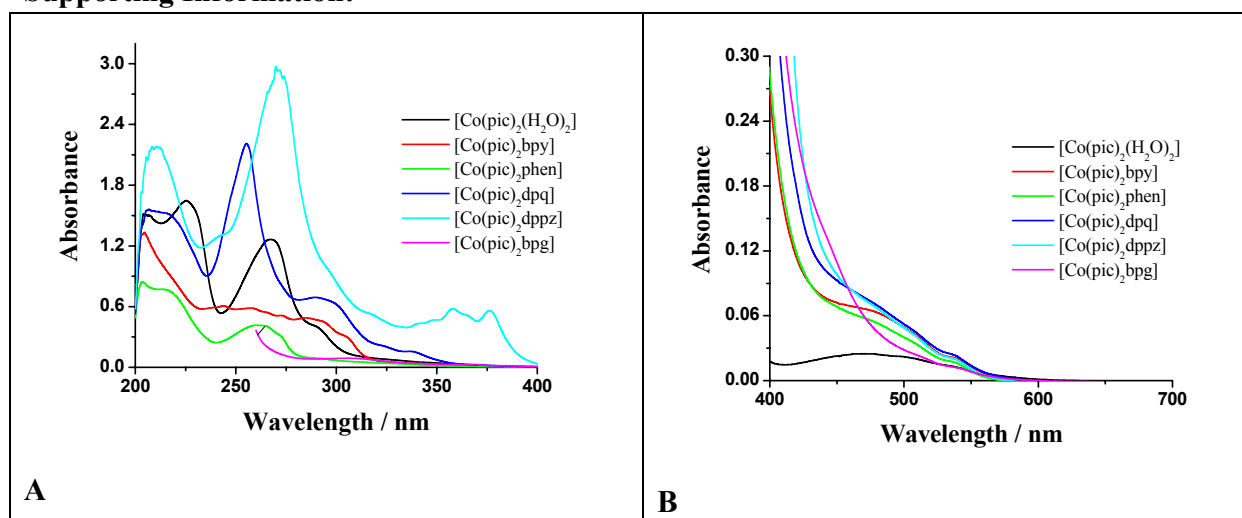 Supporting Information:
3.0
2.4
1.8
1.2
0.6
0.0
Absorbance
[Co(pic)₂(H₂O)₂]
[Co(pic)₂bpy]
[Co(pic)₂phen]
[Co(pic)₂dpq]
[Co(pic)₂dppz]
[Co(pic)₂bpg]
200 250 300 350 400
Wavelength / nm
A
0.30
0.24
0.18
0.12
0.06
0.00
Absorbance
[Co(pic)₂(H₂O)₂]
[Co(pic)₂bpy]
[Co(pic)₂phen]
[Co(pic)₂dpq]
[Co(pic)₂dppz]
[Co(pic)₂bpg]
400 500 600 700
Wavelength / nm
B